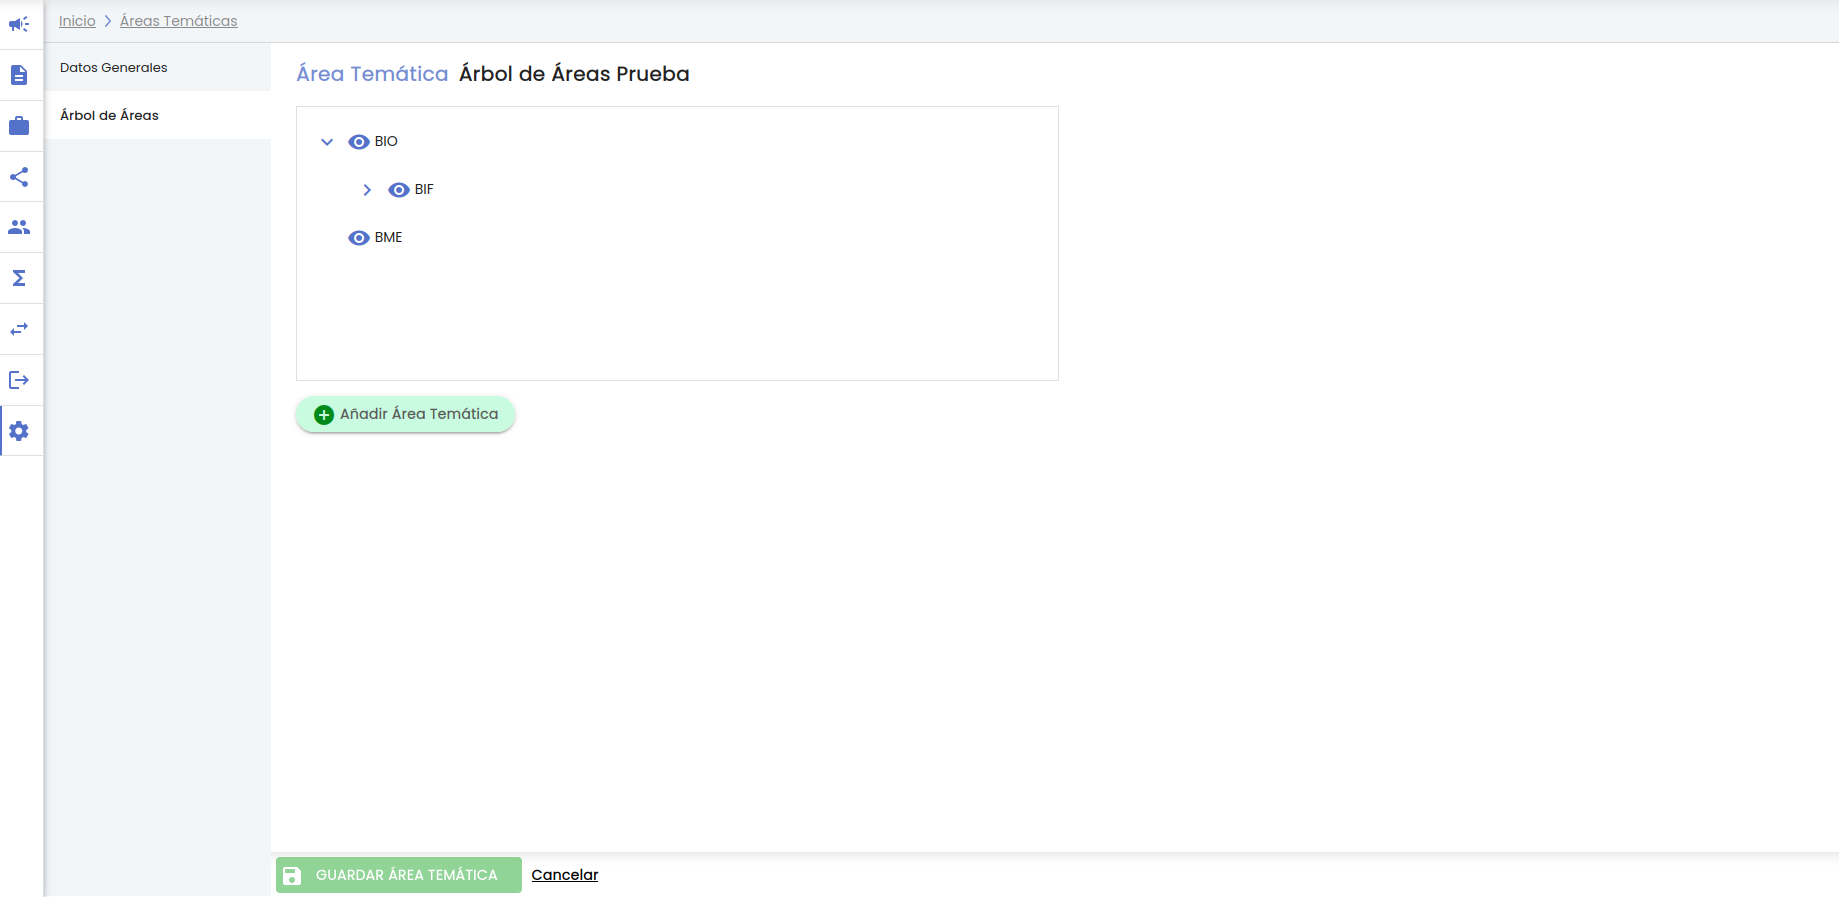 Inicio Áreas Temáticas
Datos Generales
Árbol de Áreas
Área Temática Árbol de Áreas Prueba
BIO
BIF
BME
Añadir Área Temática
GUARDAR ÁREA TEMÁTICA Cancelar